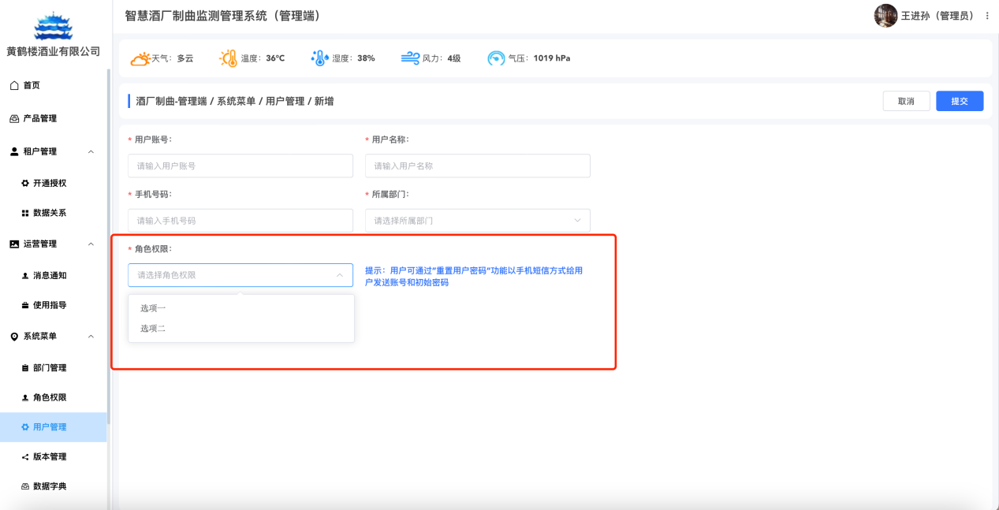 智慧酒厂制曲监测管理系统（管理端）
王进孙（管理员）
黄鹤楼酒业有限公司
天气： 多云
温度： 36℃
湿度： 38%
风力： 4级
气压： 1019 hPa
首页
产品管理
租户管理
开通授权
数据关系
运营管理
消息通知
使用指导
系统菜单
部门管理
角色权限
用户管理
版本管理
数据字典
酒厂制曲-管理端 / 系统菜单 / 用户管理 / 新增
取消
提交
* 用户账号：
请输入用户账号
* 用户名称：
请输入用户名称
* 手机号码：
请输入手机号码
* 所属部门：
请选择所属部门
* 角色权限：
请选择角色权限
提示：用户可通过“重置用户密码”功能以手机短信方式给用
户发送账号和初始密码
选项一
选项二